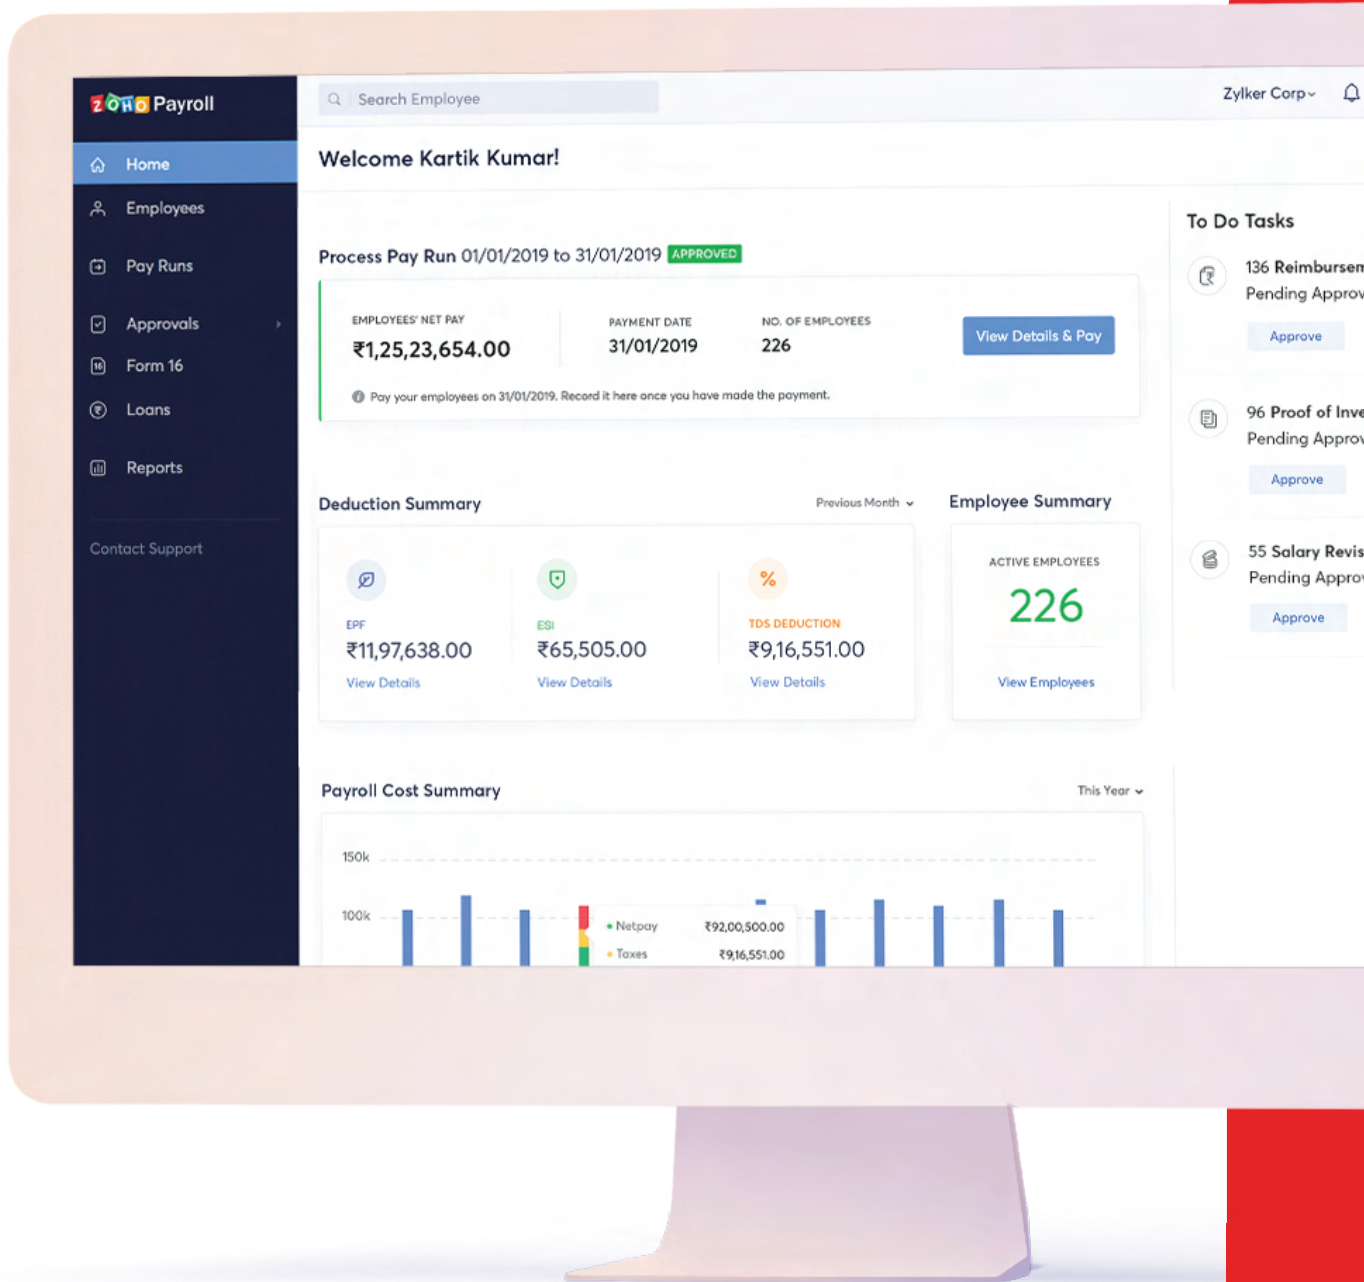 ZOHO Payroll
Search Employee
Zylker Corp
Home
Employees
Pay Runs
Approvals
16 Form 16
Loans
Reports
Contact Support
Welcome Kartik Kumar!
Process Pay Run 01/01/2019 to 31/01/2019 APPROVED
EMPLOYEES' NET PAY
₹1,25,23,654.00
PAYMENT DATE
31/01/2019
NO. OF EMPLOYEES
226
View Details & Pay
Pay your employees on 31/01/2019. Record it here once you have made the payment.
Deduction Summary
Previous Month
EPF
₹11,97,638.00
View Details
ESI
₹65,505.00
View Details
%
TDS DEDUCTION
₹9,16,551.00
View Details
Employee Summary
ACTIVE EMPLOYEES
226
View Employees
Payroll Cost Summary
This Year
150k
100k
Netpay ₹92,00,500.00
Taxes ₹9,16,551.00
To Do Tasks
136 Reimbursem
Pending Approv
Approve
96 Proof of Inve
Pending Approv
Approve
55 Salary Revis
Pending Approv
Approve